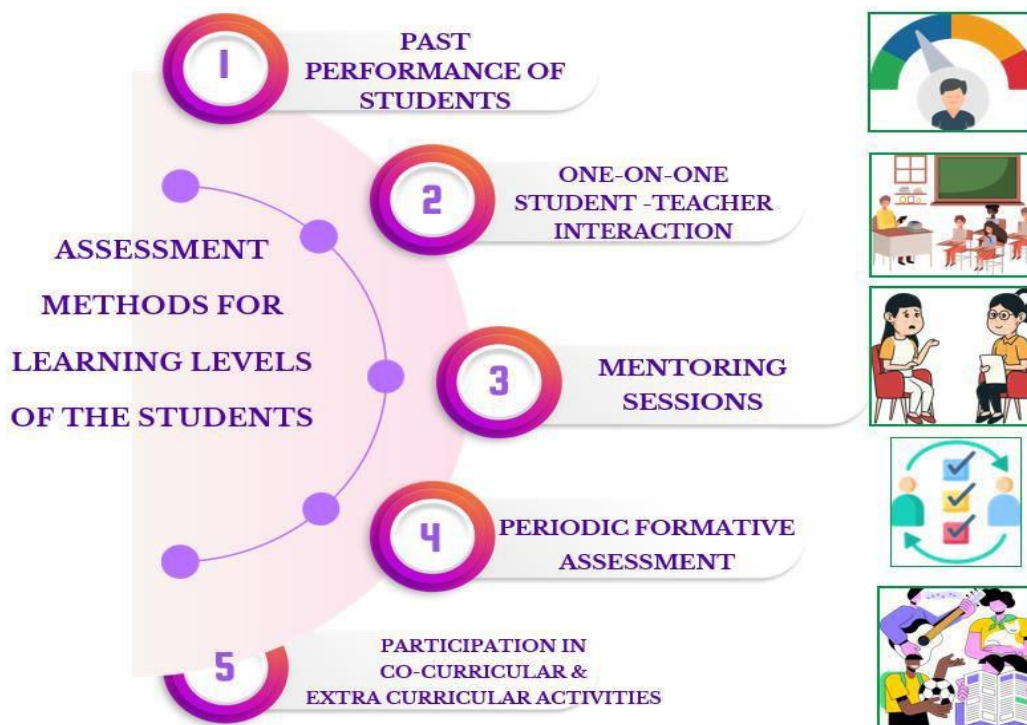 ASSESSMENT
METHODS FOR
LEARNING LEVELS
OF THE STUDENTS
1
PAST
PERFORMANCE OF
STUDENTS
2
ONE-ON-ONE
STUDENT -TEACHER
INTERACTION
3
MENTORING
SESSIONS
4
PERIODIC FORMATIVE
ASSESSMENT
5
PARTICIPATION IN
CO-CURRICULAR &
EXTRA CURRICULAR ACTIVITIES